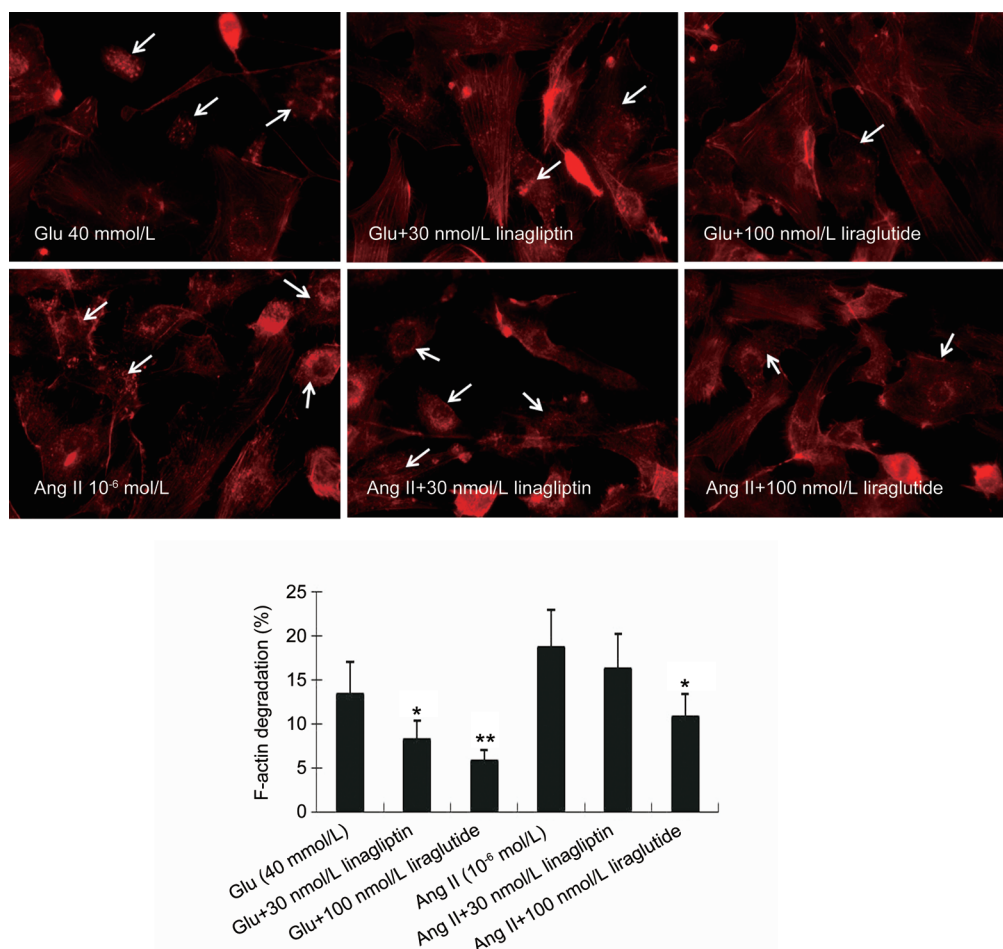 Glu 40 mmol/L
Glu+30 nmol/L linagliptin
Glu+100 nmol/L liraglutide
Ang II 10⁻⁶ mol/L
Ang II+30 nmol/L linagliptin
Ang II+100 nmol/L liraglutide
F-actin degradation (%)
25
20
15
10
5
0
*
**
*
Glu (40 mmol/L)
Glu+30 nmol/L linagliptin
Glu+100 nmol/L liraglutide
Ang II (10⁻⁶ mol/L)
Ang II+30 nmol/L linagliptin
Ang II+100 nmol/L liraglutide